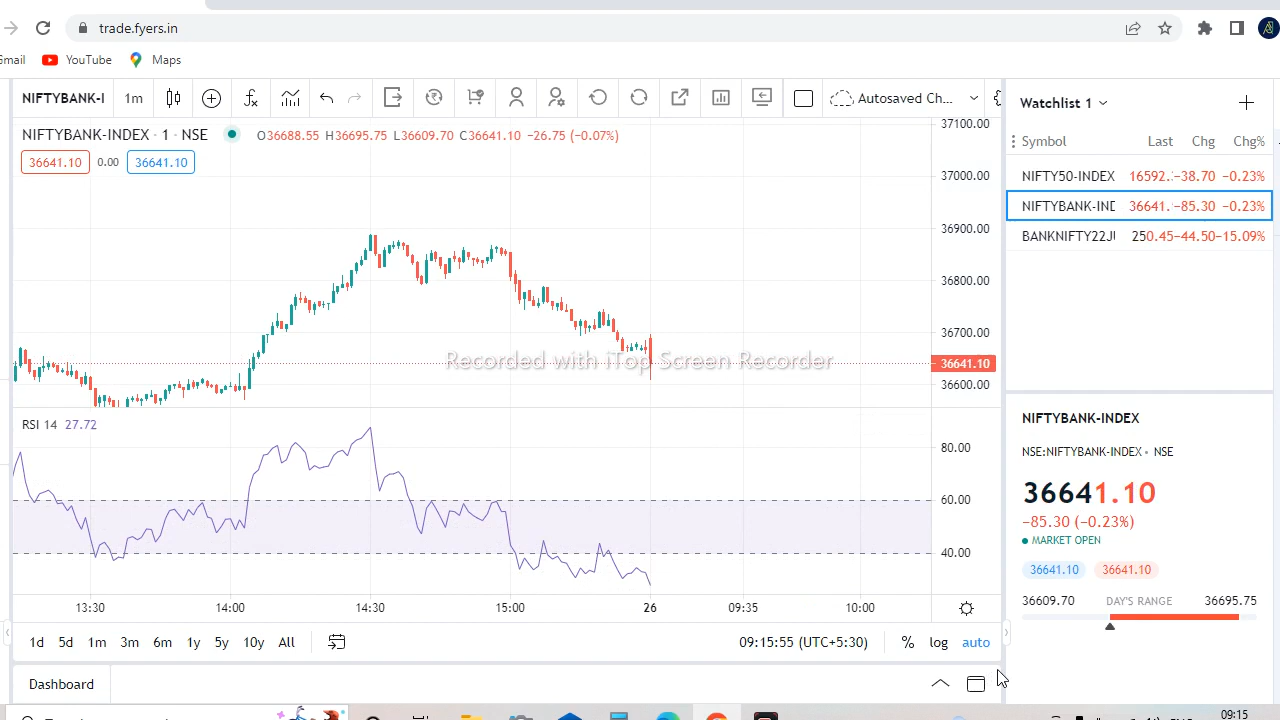 trade.fyers.in
Gmail YouTube Maps
NIFTYBANK-I 1m Autosaved Ch...
NIFTYBANK-INDEX · 1 · NSE O36688.55 H36695.75 L36609.70 C36641.10 −26.75 (−0.07%)
36641.10 0.00 36641.10
37100.00
37000.00
36900.00
36800.00
36700.00
36641.10
36600.00
Recorded with iTop Screen Recorder
RSI 14 27.72
80.00
60.00
40.00
13:30 14:00 14:30 15:00 26 09:35 10:00
1d 5d 1m 3m 6m 1y 5y 10y All 09:15:55 (UTC+5:30) % log auto
Dashboard
Watchlist 1
Symbol Last Chg Chg%
NIFTY50-INDEX 16592. −38.70 −0.23%
NIFTYBANK-IND 36641. −85.30 −0.23%
BANKNIFTY22JU 250.45 −44.50 −15.09%
NIFTYBANK-INDEX
NSE:NIFTYBANK-INDEX • NSE
36641.10
−85.30 (−0.23%)
MARKET OPEN
36641.10 36641.10
36609.70 DAY'S RANGE 36695.75
09:15